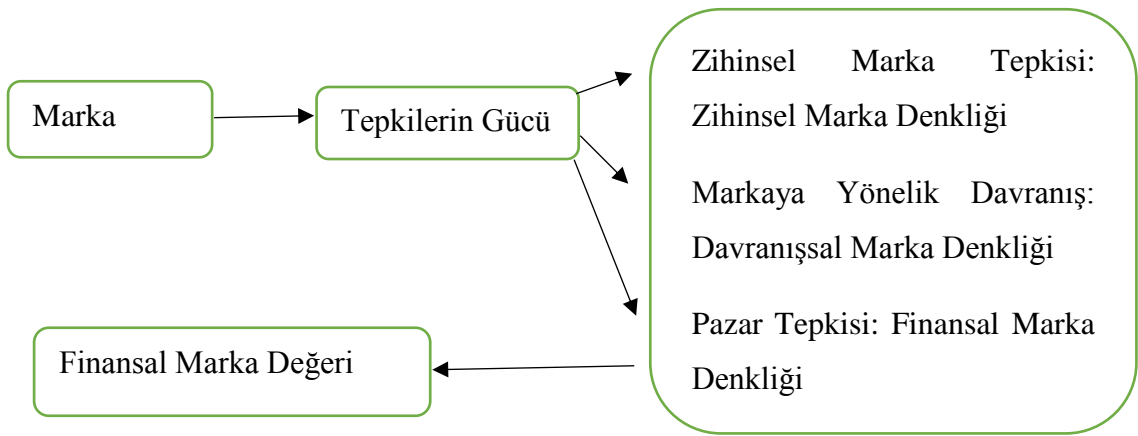 Marka
Tepkilerin Gücü
Zihinsel Marka Tepkisi:
Zihinsel Marka Denkliği
Markaya Yönelik Davranış:
Davranışsal Marka Denkliği
Pazar Tepkisi: Finansal Marka
Denkliği
Finansal Marka Değeri